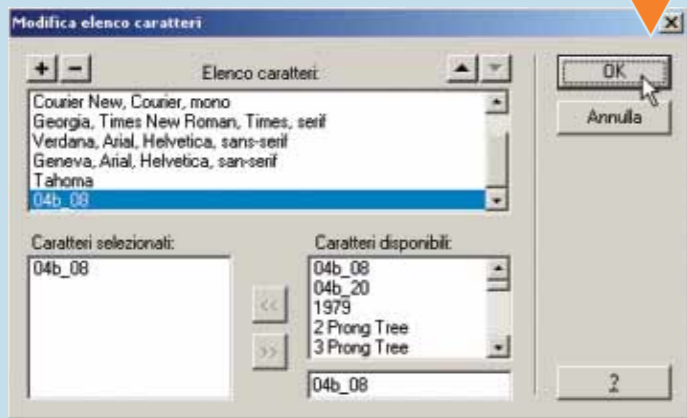 Modifica elenco caratteri
+ - Elenco caratteri:
Courier New, Courier, mono
Georgia, Times New Roman, Times, serif
Verdana, Arial, Helvetica, sans-serif
Geneva, Arial, Helvetica, san-serif
Tahoma
04b_08
OK
Annulla
Caratteri selezionati:
04b_08
<<
>>
Caratteri disponibili:
04b_08
04b_20
1979
2 Prong Tree
3 Prong Tree
04b_08
?